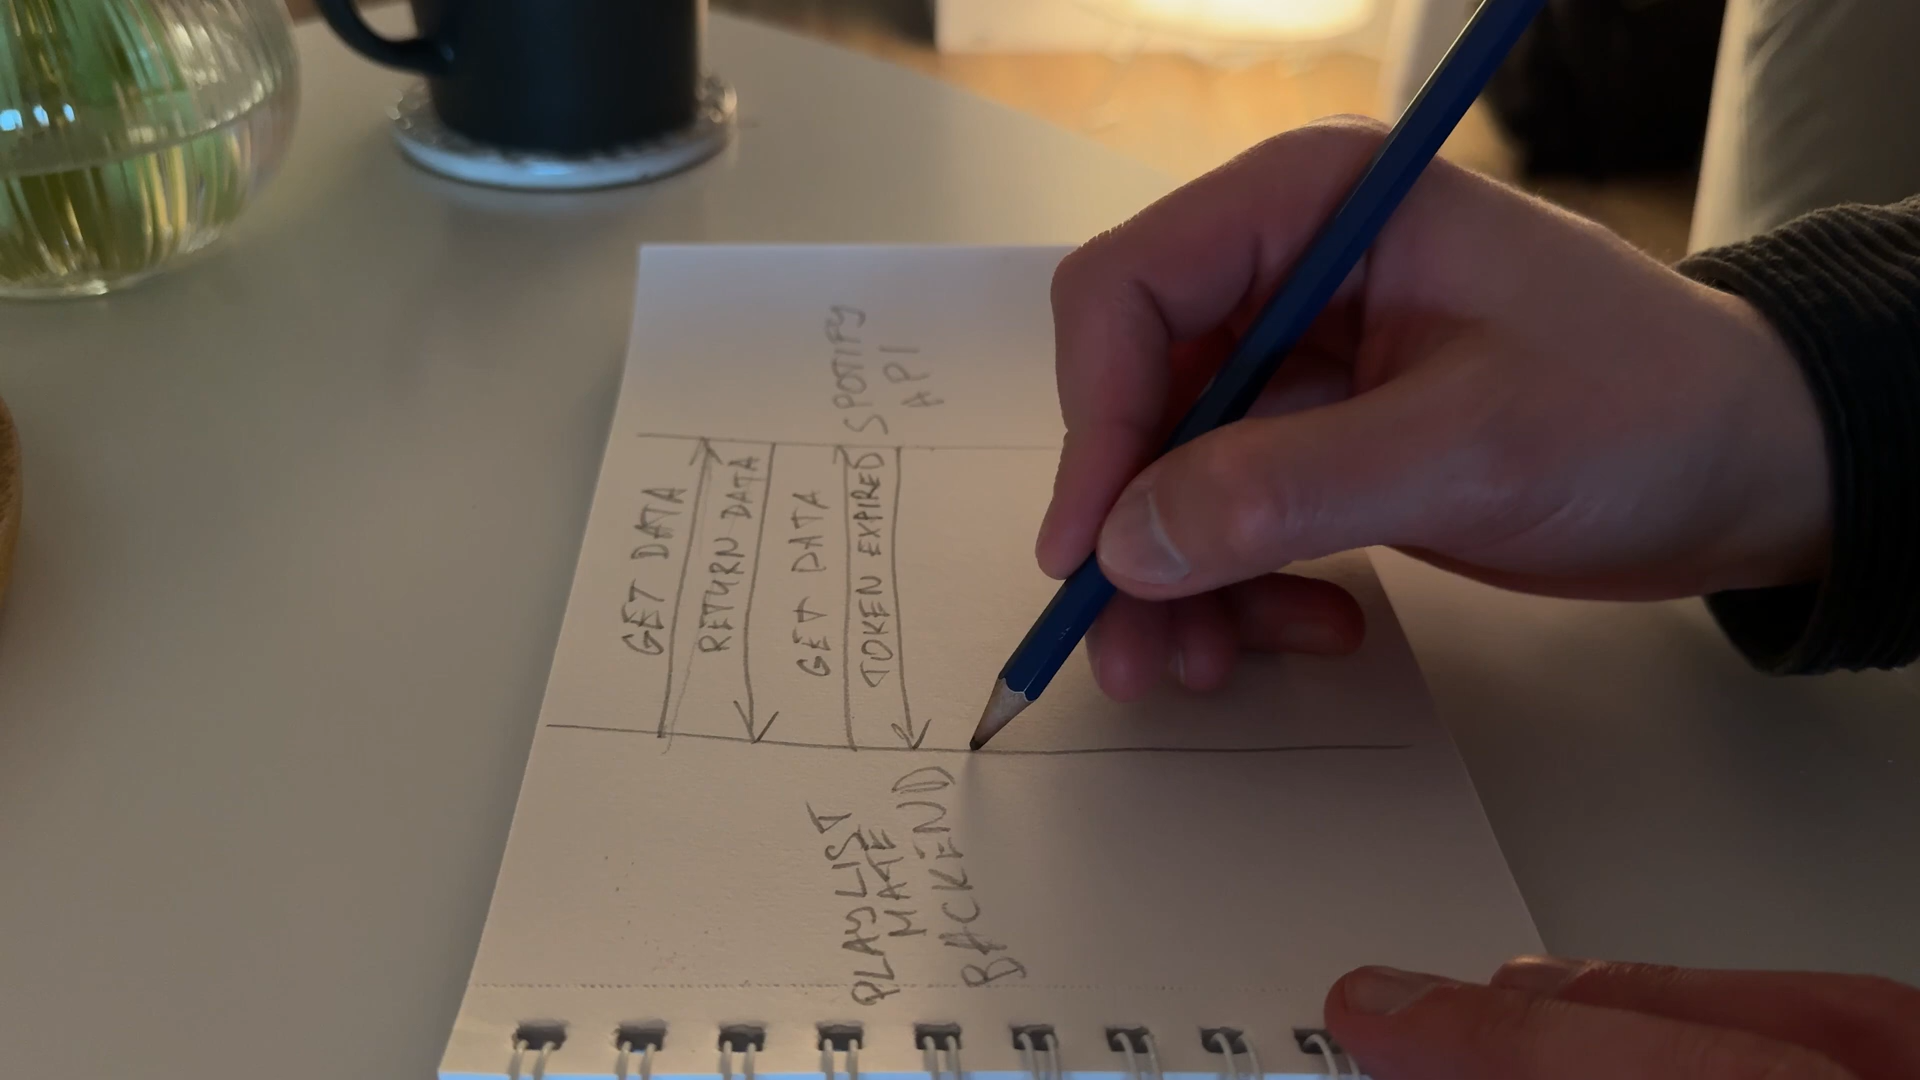 GET DATA
RETURN DATA
GET DATA
TOKEN EXPIRED
SPOTIFY
API
PLAYLIST
MATE
BACKEND